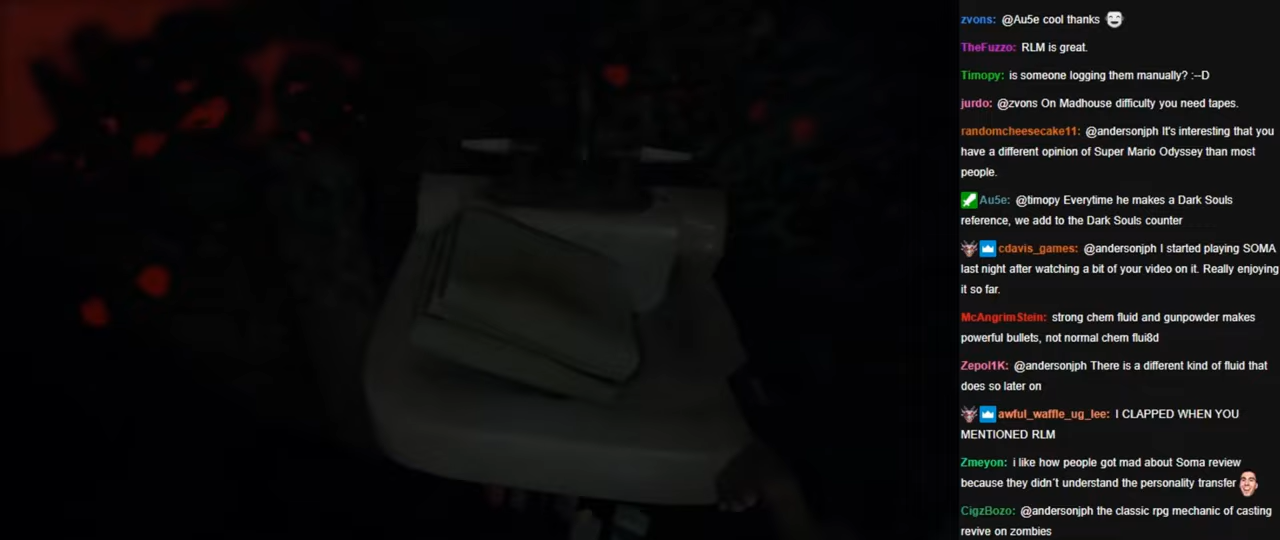 zvons: @Au5e cool thanks
TheFuzzo: RLM is great.
Timopy: is someone logging them manually? :--D
jurdo: @zvons On Madhouse difficulty you need tapes.
randomcheesecake11: @andersonjph It's interesting that you
have a different opinion of Super Mario Odyssey than most
people.
Au5e: @timopy Everytime he makes a Dark Souls
reference, we add to the Dark Souls counter
cdavis_games: @andersonjph I started playing SOMA
last night after watching a bit of your video on it. Really enjoying
it so far.
McAngrimStein: strong chem fluid and gunpowder makes
powerful bullets, not normal chem flui8d
Zepol1K: @andersonjph There is a different kind of fluid that
does so later on
awful_waffle_ug_lee: I CLAPPED WHEN YOU
MENTIONED RLM
Zmeyon: i like how people got mad about Soma review
because they didn´t understand the personality transfer
CigzBozo: @andersonjph the classic rpg mechanic of casting
revive on zombies